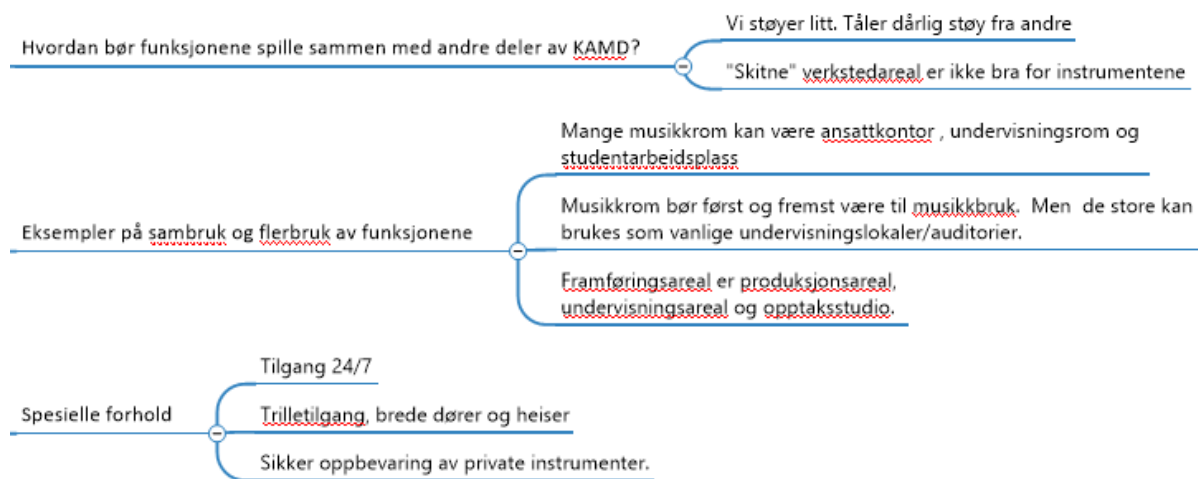 Hvordan bør funksjonene spille sammen med andre deler av KAMD?
Vi støyer litt. Tåler dårlig støy fra andre
"Skitne" verkstedareal er ikke bra for instrumentene
Eksempler på sambruk og flerbruk av funksjonene
Mange musikkrom kan være ansattkontor , undervisningsrom og
studentarbeidsplass
Musikkrom bør først og fremst være til musikkbruk.  Men  de store kan
brukes som vanlige undervisningslokaler/auditorier.
Framføringsareal er produksjonsareal,
undervisningsareal og opptaksstudio.
Spesielle forhold
Tilgang 24/7
Trilletilgang, brede dører og heiser
Sikker oppbevaring av private instrumenter.